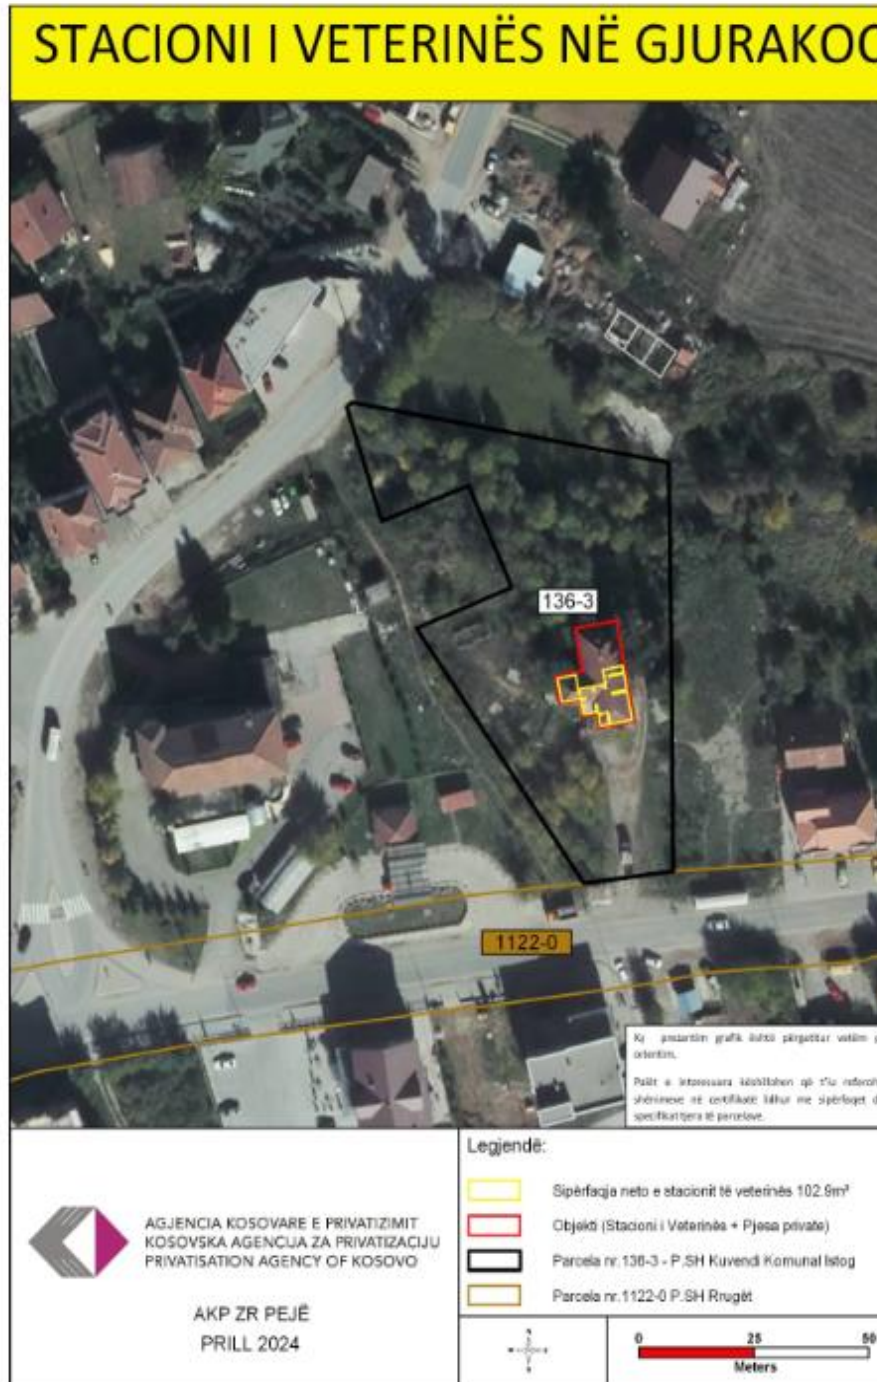 STACIONI I VETERINËS NË GJURAKOC
136-3
1122-0
Ky prezantim grafik është përgatitur vetëm
orientim.
Palët e interesuara këshillohen që t'iu referoh
shënimeve në certifikatë lidhur me sipërfaqet d
specifikat tjera të parcelave.
AGJENCIA KOSOVARE E PRIVATIZIMIT
KOSOVSKA AGENCIJA ZA PRIVATIZACIJU
PRIVATISATION AGENCY OF KOSOVO
AKP ZR PEJË
PRILL 2024
Legjendë:
Sipërfaqja neto e stacionit të veterinës 102.9m²
Objekti (Stacioni i Veterinës + Pjesa private)
Parcela nr.136-3 - P.SH Kuvendi Komunal Istog
Parcela nr.1122-0 P.SH Rrugët
0 25 50
Meters